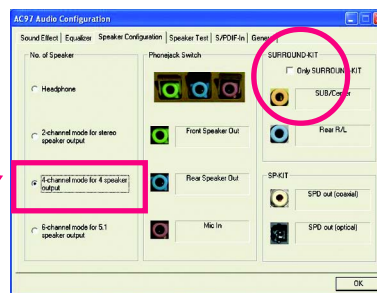 AC97 Audio Configuration
Sound Effect | Equalizer | Speaker Configuration | Speaker Test | S/PDIF-In | General
No. of Speaker
Headphone
2-channel mode for stereo
speaker output
4-channel mode for 4 speaker
output
6-channel mode for 5.1
speaker output
Phonejack Switch
Front Speaker Out
Rear Speaker Out
Mic In
SURROUND-KIT
Only SURROUND-KIT
SUB/Center
Rear R/L
SP-KIT
SPD out (coaxial)
SPD out (optical)
OK